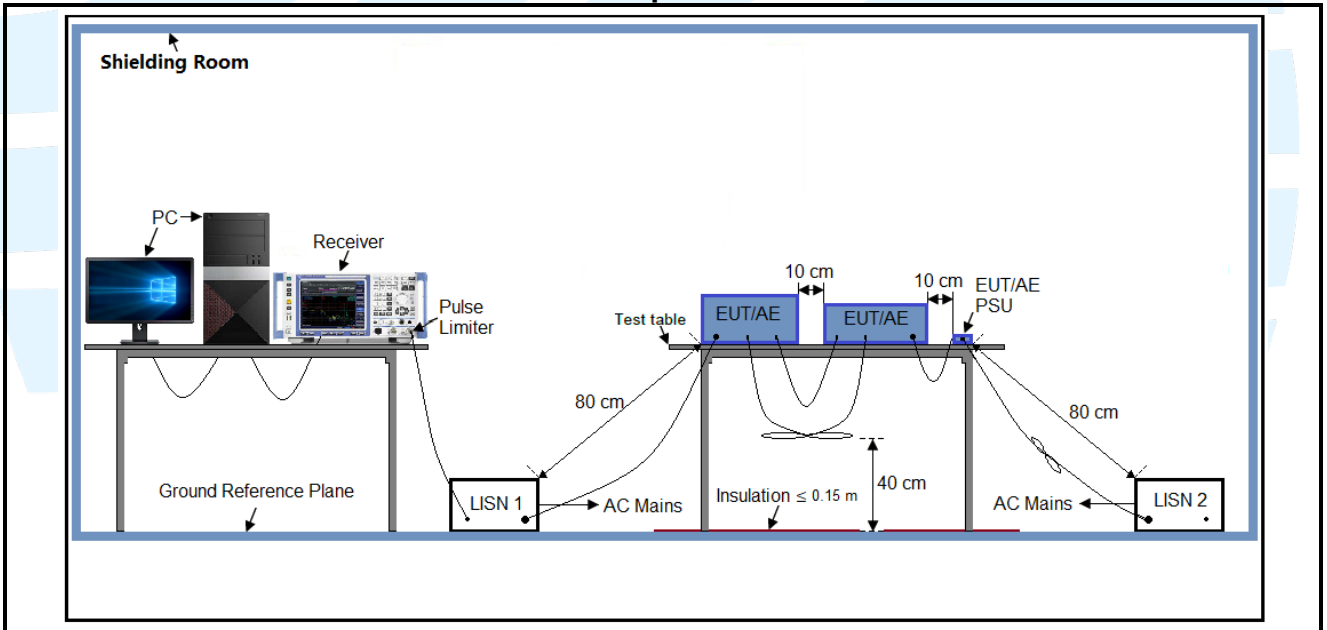 Shielding Room
PC
Receiver
Pulse
Limiter
10 cm
10 cm
EUT/AE
PSU
Test table
EUT/AE
EUT/AE
80 cm
80 cm
40 cm
Ground Reference Plane
LISN 1
AC Mains
Insulation ≤ 0.15 m
AC Mains
LISN 2